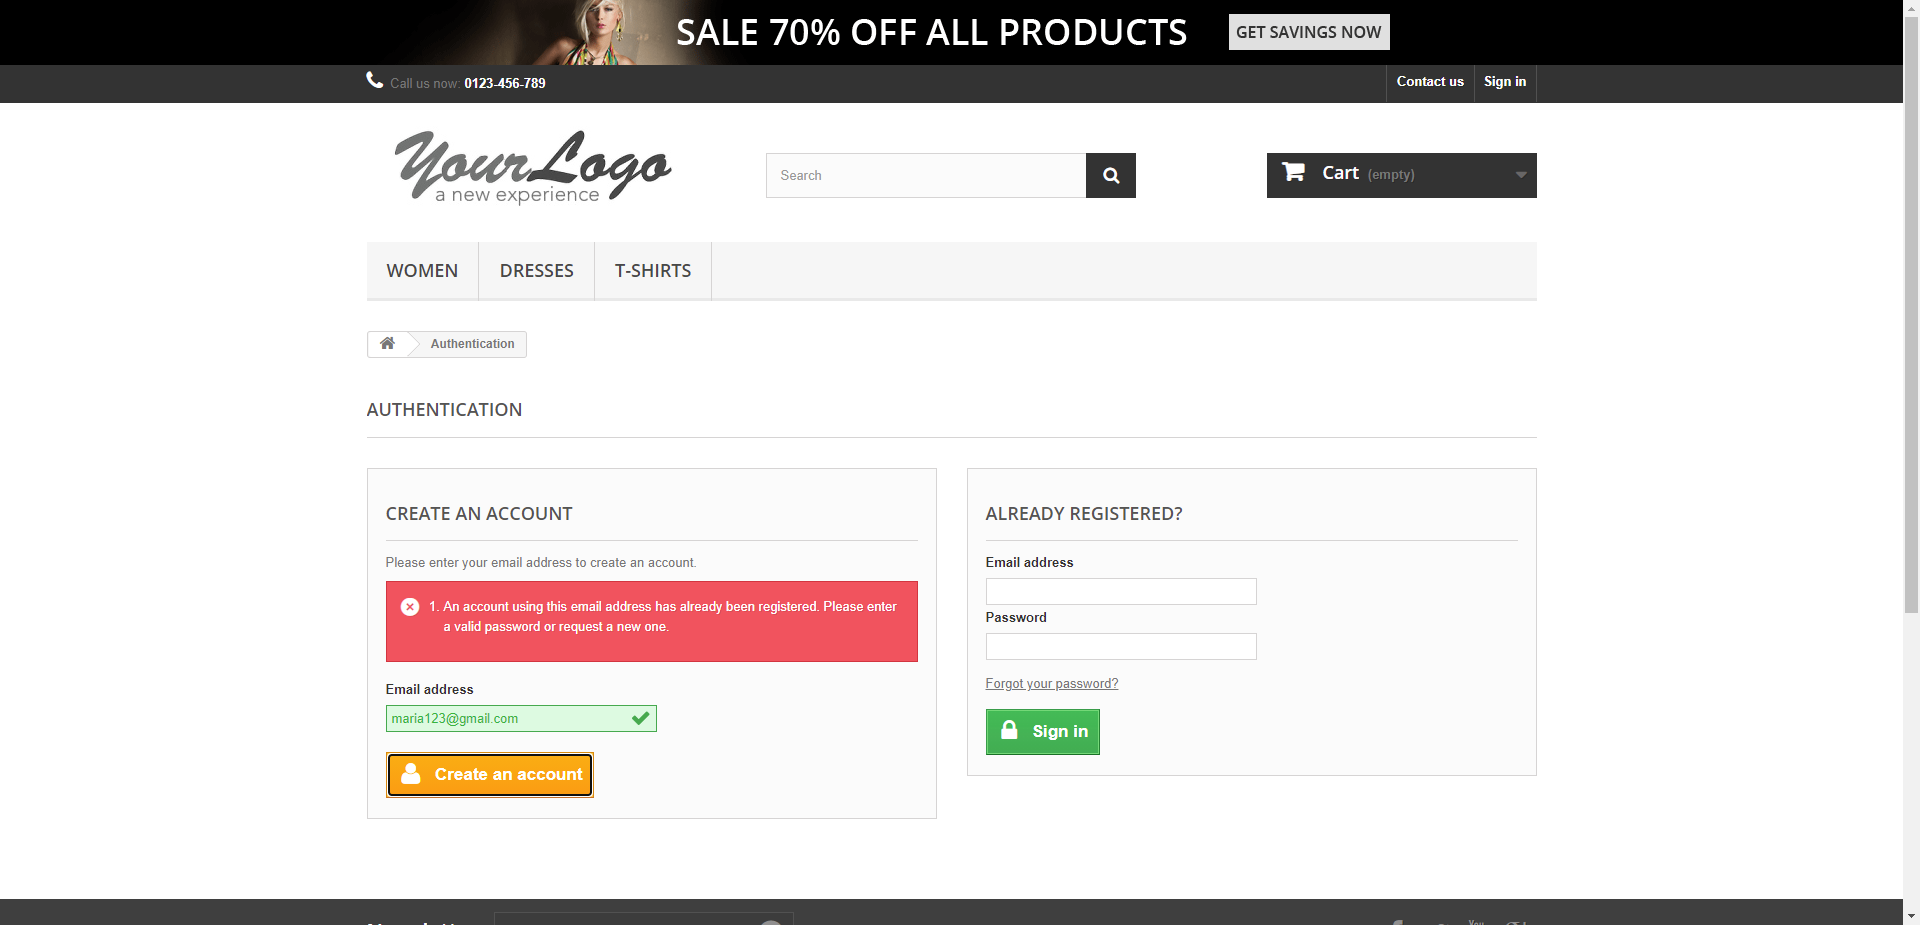 SALE 70% OFF ALL PRODUCTS
GET SAVINGS NOW
Call us now: 0123-456-789
Contact us
Sign in
YourLogo
a new experience
Search
Cart (empty)
WOMEN
DRESSES
T-SHIRTS
Authentication
AUTHENTICATION
CREATE AN ACCOUNT
Please enter your email address to create an account.
1. An account using this email address has already been registered. Please enter
a valid password or request a new one.
Email address
maria123@gmail.com
Create an account
ALREADY REGISTERED?
Email address
Password
Forgot your password?
Sign in